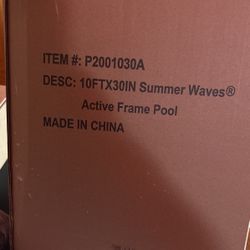 ITEM #: P2001030A
DESC: 10FTX30IN Summer Waves®
Active Frame Pool
MADE IN CHINA